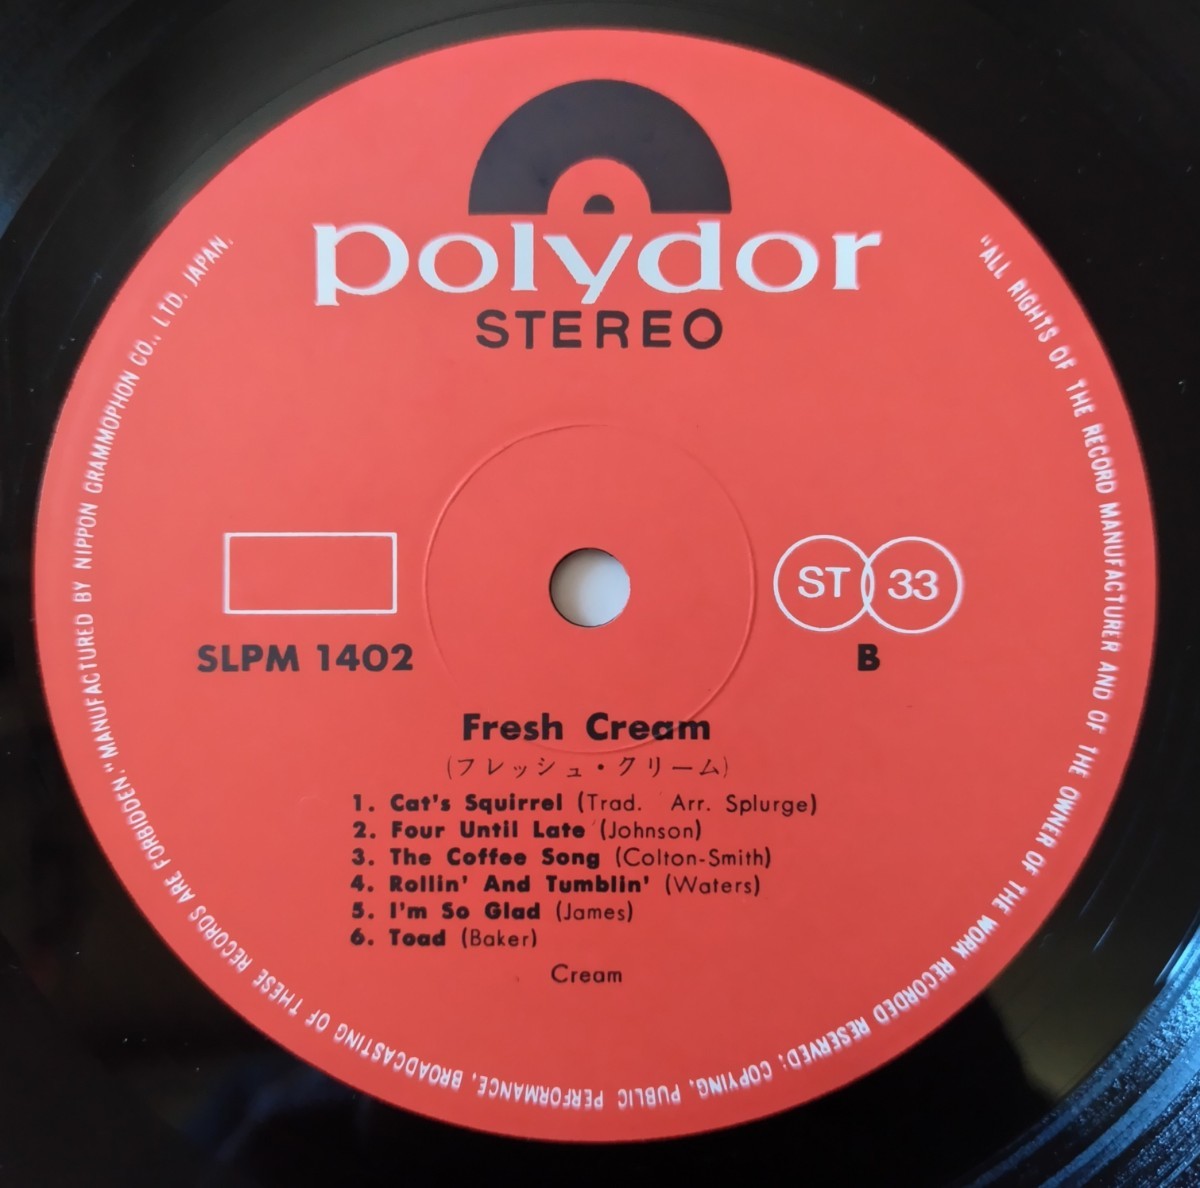 polydor
STEREO
"ALL RIGHTS OF THE RECORD MANUFACTURER AND OF THE OWNER OF THE WORK RECORDED RESERVED; COPYING, PUBLIC PERFORMANCE, BROADCASTING OF THESE RECORDS ARE FORBIDDEN." MANUFACTURED BY NIPPON GRAMMOPHON CO., LTD. JAPAN.
ST 33
SLPM 1402 B
Fresh Cream
(フレッシュ・クリーム)
1. Cat's Squirrel (Trad. Arr. Splurge)
2. Four Until Late (Johnson)
3. The Coffee Song (Colton-Smith)
4. Rollin' And Tumblin' (Waters)
5. I'm So Glad (James)
6. Toad (Baker)
Cream